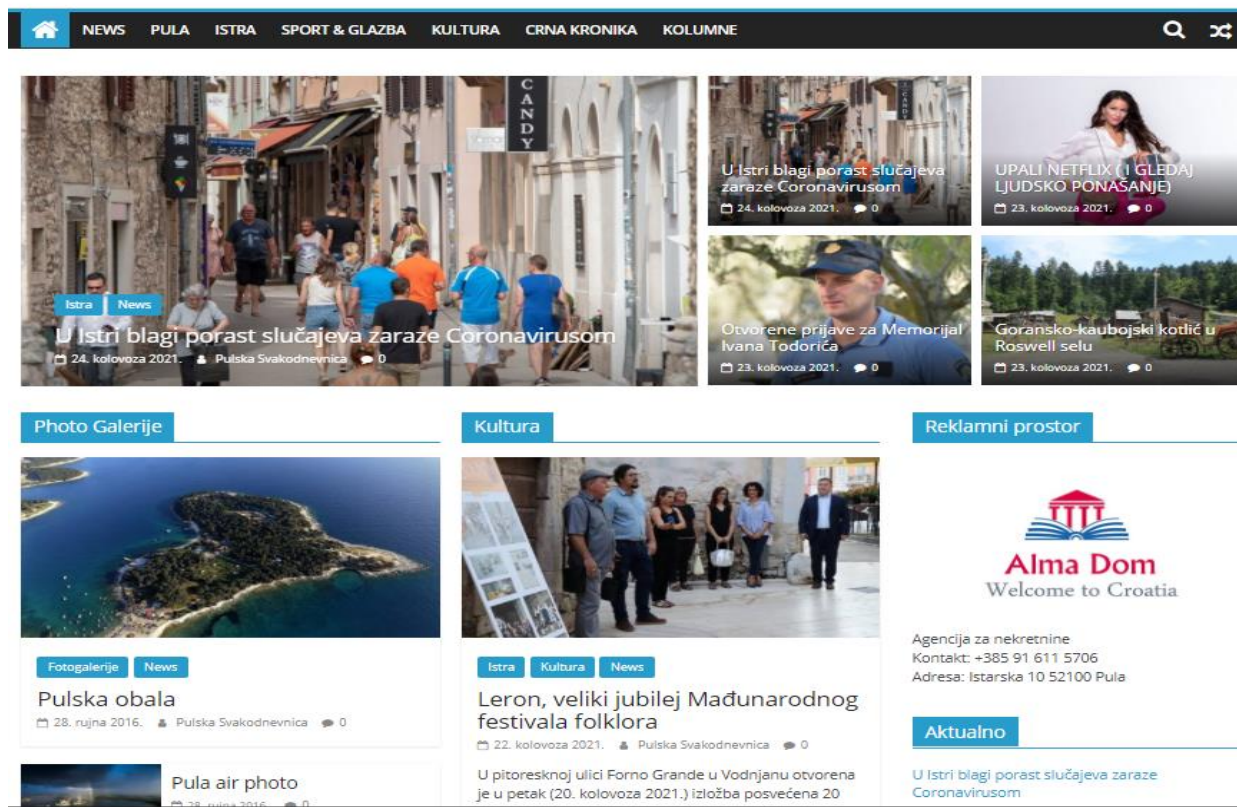 NEWS PULA ISTRA SPORT & GLAZBA KULTURA CRNA KRONIKA KOLUMNE
CANDY
Istra News
U Istri blagi porast slučajeva zaraze Coronavirusom
24. kolovoza 2021. Pulska Svakodnevnica 0
U Istri blagi porast slučajeva
zaraze Coronavirusom
24. kolovoza 2021. 0
UPALI NETFLIX ( I GLEDAJ
LJUDSKO PONAŠANJE)
23. kolovoza 2021. 0
Otvorene prijave za Memorijal
Ivana Todorića
23. kolovoza 2021. 0
Goransko-kaubojski kotlić u
Roswell selu
23. kolovoza 2021. 0
Photo Galerije
Fotogalerije News
Pulska obala
28. rujna 2016. Pulska Svakodnevnica 0
Pula air photo
28. rujna 2016. 0
Kultura
Istra Kultura News
Leron, veliki jubilej Mađunarodnog
festivala folklora
22. kolovoza 2021. Pulska Svakodnevnica 0
U pitoresknoj ulici Forno Grande u Vodnjanu otvorena
je u petak (20. kolovoza 2021.) izložba posvećena 20
Reklamni prostor
Alma Dom
Welcome to Croatia
Agencija za nekretnine
Kontakt: +385 91 611 5706
Adresa: Istarska 10 52100 Pula
Aktualno
U Istri blagi porast slučajeva zaraze
Coronavirusom